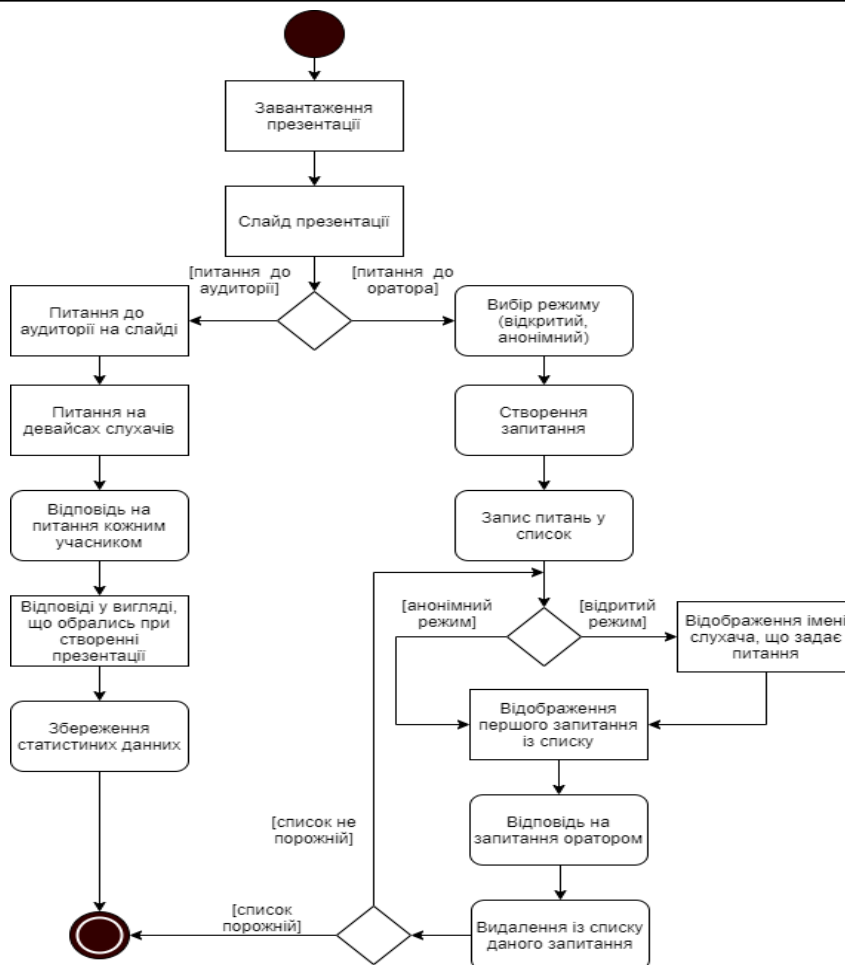 Завантаження
презентації
Слайд презентації
[питання до
аудиторії]
[питання до
оратора]
Питання до
аудиторії на слайді
Вибір режиму
(відкритий,
анонімний)
Питання на
девайсах слухачів
Створення
запитання
Відповідь на
питання кожним
учасником
Запис питань у
список
Відповіді у вигляді,
що обрались при
створенні
презентації
[анонімний
режим]
[відритий
режим]
Відображення імені
слухача, що задає
питання
Збереження
статистиних данних
Відображення
першого запитання
із списку
[список не
порожній]
Відповідь на
запитання оратором
[список
порожній]
Видалення із списку
даного запитання